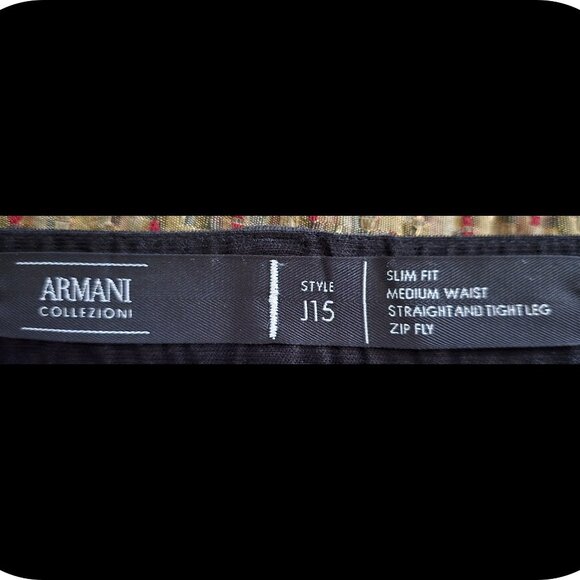 ARMANI
COLLEZIONI
STYLE
J15
SLIM FIT
MEDIUM WAIST
STRAIGHT AND TIGHT LEG
ZIP FLY